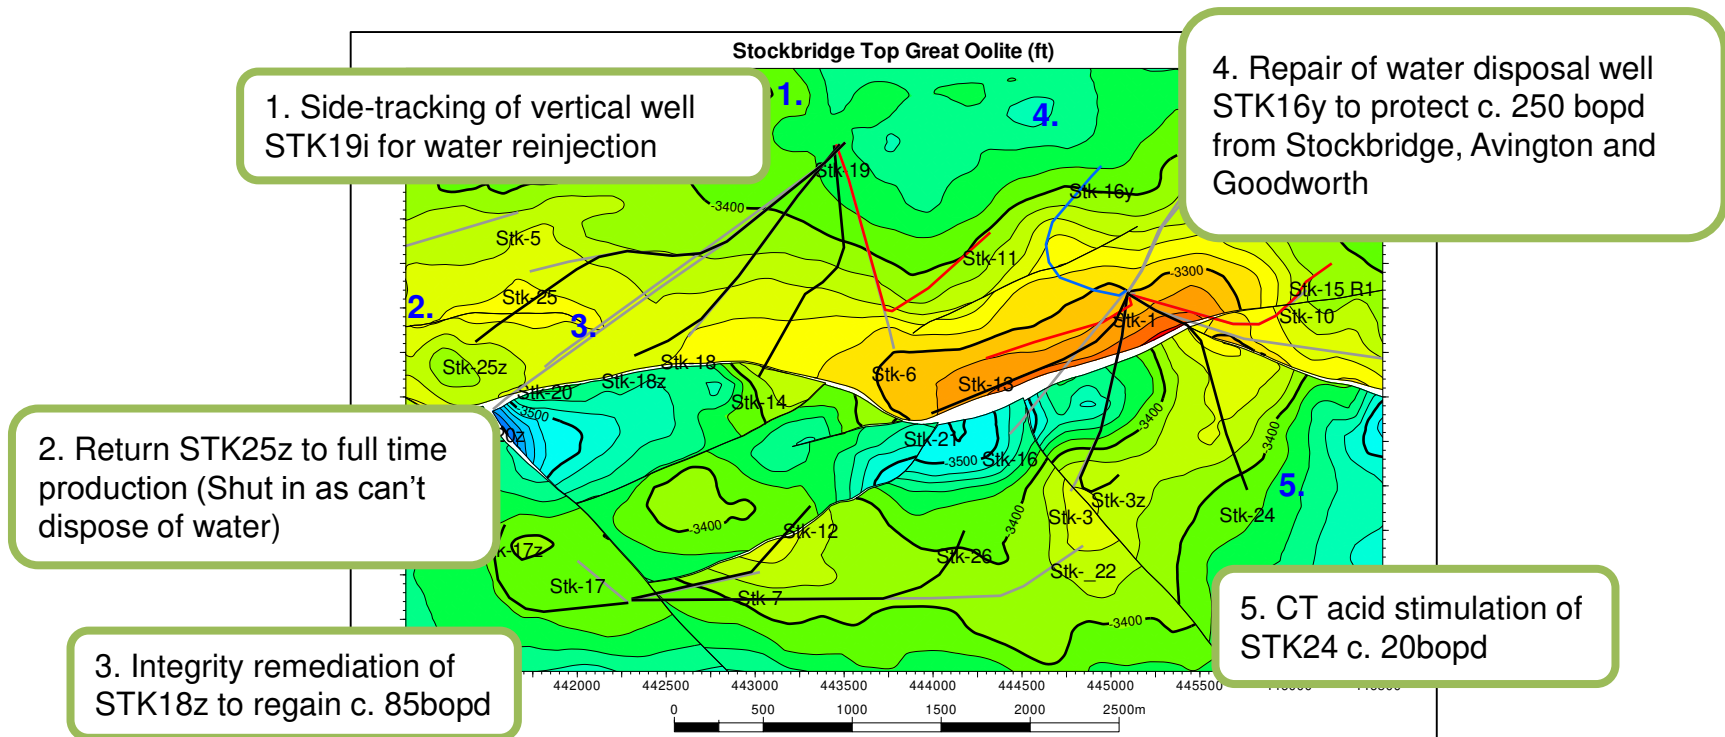 Stockbridge Top Great Oolite (ft)
1. Side-tracking of vertical well
STK19i for water reinjection
4. Repair of water disposal well
STK16y to protect c. 250 bopd
from Stockbridge, Avington and
Goodworth
1.
4.
Stk-19
Stk-16y
-3400
Stk-5
Stk-11
-3300
Stk-25
Stk-15 R1
2.
3.
Stk-1
Stk-10
Stk-25z
Stk-18
Stk-6
Stk-18z
Stk-13
Stk-20
Stk-14
-3500
-3400
-3400
20z
Stk-21
-3500
Stk-16
2. Return STK25z to full time
production (Shut in as can't
dispose of water)
5.
Stk-3z
Stk-3
Stk-24
-3400
-3400
Stk-12
k-17z
Stk-26
Stk-17
Stk-_22
Stk-7
-3400
5. CT acid stimulation of
STK24 c. 20bopd
3. Integrity remediation of
STK18z to regain c. 85bopd
442000 442500 443000 443500 444000 444500 445000 445500
0 500 1000 1500 2000 2500m